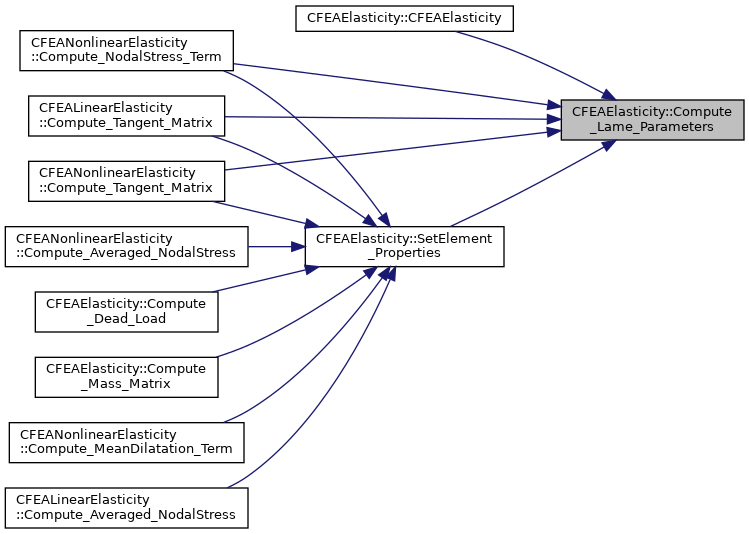 CFEAElasticity::CFEAElasticity
CFEANonlinearElasticity
::Compute_NodalStress_Term
CFEALinearElasticity
::Compute_Tangent_Matrix
CFEAElasticity::Compute
_Lame_Parameters
CFEANonlinearElasticity
::Compute_Tangent_Matrix
CFEANonlinearElasticity
::Compute_Averaged_NodalStress
CFEAElasticity::SetElement
_Properties
CFEAElasticity::Compute
_Dead_Load
CFEAElasticity::Compute
_Mass_Matrix
CFEANonlinearElasticity
::Compute_MeanDilatation_Term
CFEALinearElasticity
::Compute_Averaged_NodalStress